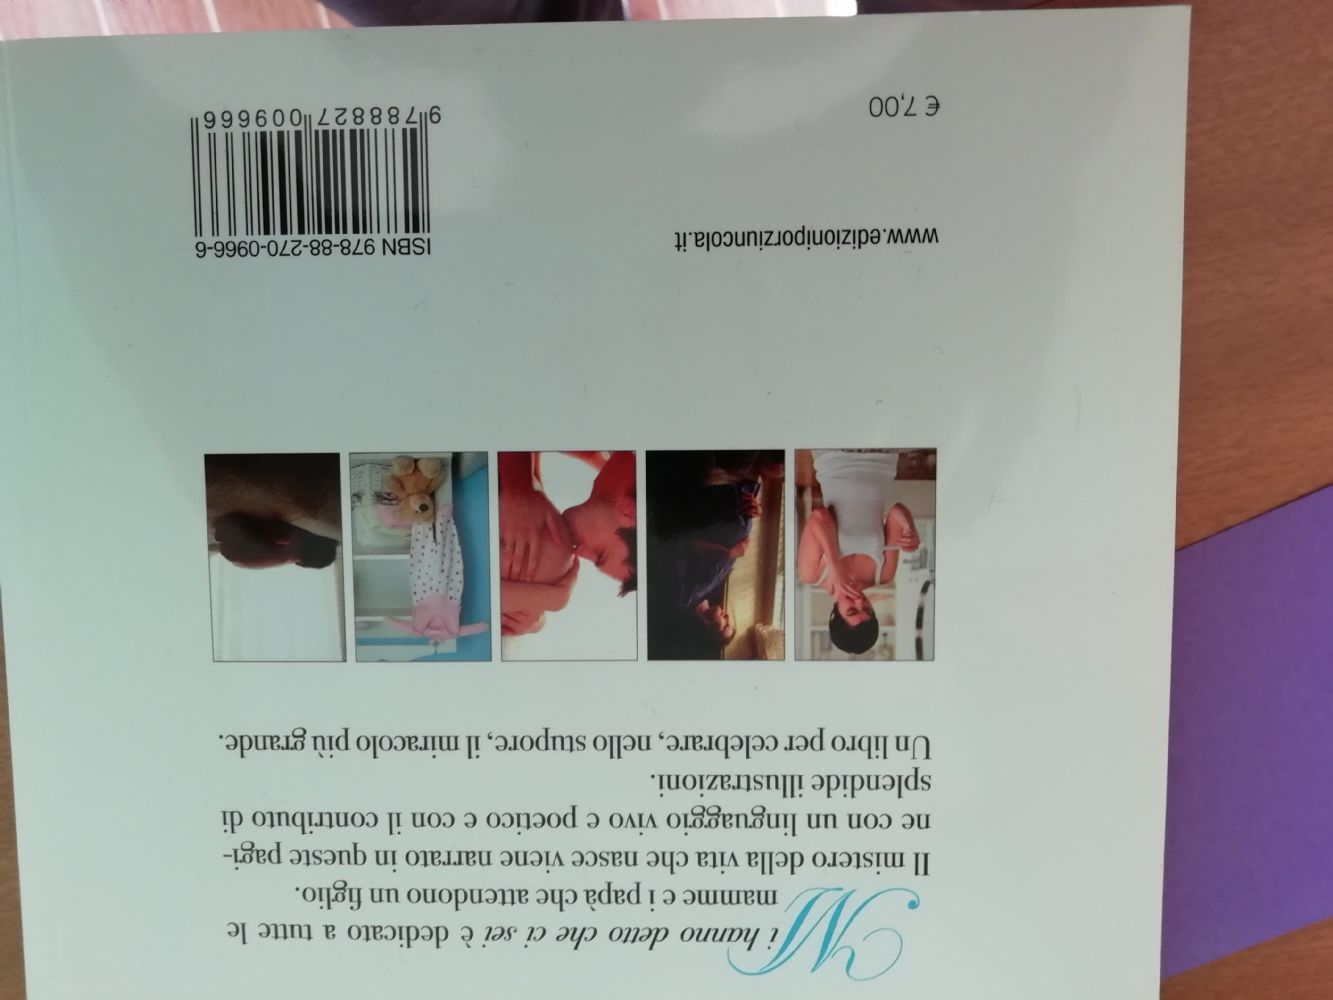 Mi hanno detto che ci sei è dedicato a tutte le
mamme e i papà che attendono un figlio.
Il mistero della vita che nasce viene narrato in queste pagi-
ne con un linguaggio vivo e poetico e con il contributo di
splendide illustrazioni.
Un libro per celebrare, nello stupore, il miracolo più grande.
www.edizioniporziuncola.it
ISBN 978-88-270-0966-6
€ 7,00
9 788827 009666